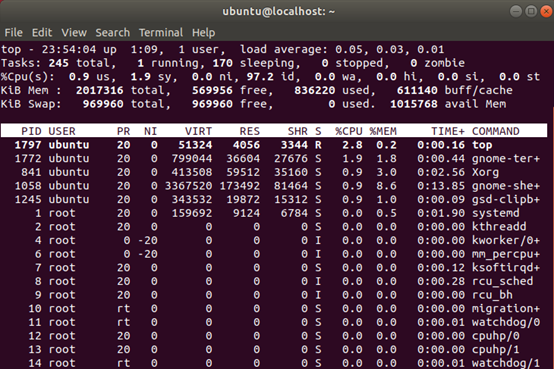 ubuntu@localhost: ~
File Edit View Search Terminal Help
top - 23:54:04 up  1:09,  1 user,  load average: 0.05, 0.03, 0.01
Tasks: 245 total,   1 running, 170 sleeping,   0 stopped,   0 zombie
%Cpu(s):  0.9 us,  1.9 sy,  0.0 ni, 97.2 id,  0.0 wa,  0.0 hi,  0.0 si,  0.0 st
KiB Mem :  2017316 total,   569956 free,   836220 used,   611140 buff/cache
KiB Swap:   969960 total,   969960 free,        0 used.  1015768 avail Mem
PID USER      PR  NI    VIRT    RES    SHR S  %CPU %MEM     TIME+ COMMAND
1797 ubuntu    20   0   51324   4056   3344 R   2.8  0.2   0:00.16 top
1772 ubuntu    20   0  799044  36604  27676 S   1.9  1.8   0:00.44 gnome-ter+
841 ubuntu    20   0  413508  59512  35160 S   0.9  3.0   0:02.56 Xorg
1058 ubuntu    20   0 3367520 173492  81464 S   0.9  8.6   0:13.85 gnome-she+
1245 ubuntu    20   0  343532  19872  15312 S   0.9  1.0   0:00.09 gsd-clipb+
1 root      20   0  159692   9124   6784 S   0.0  0.5   0:01.90 systemd
2 root      20   0       0      0      0 S   0.0  0.0   0:00.00 kthreadd
4 root       0 -20       0      0      0 I   0.0  0.0   0:00.00 kworker/0+
6 root       0 -20       0      0      0 I   0.0  0.0   0:00.00 mm_percpu+
7 root      20   0       0      0      0 S   0.0  0.0   0:00.12 ksoftirqd+
8 root      20   0       0      0      0 I   0.0  0.0   0:00.28 rcu_sched
9 root      20   0       0      0      0 I   0.0  0.0   0:00.00 rcu_bh
10 root      rt   0       0      0      0 S   0.0  0.0   0:00.00 migration+
11 root      rt   0       0      0      0 S   0.0  0.0   0:00.01 watchdog/0
12 root      20   0       0      0      0 S   0.0  0.0   0:00.00 cpuhp/0
13 root      20   0       0      0      0 S   0.0  0.0   0:00.00 cpuhp/1
14 root      rt   0       0      0      0 S   0.0  0.0   0:00.01 watchdog/1